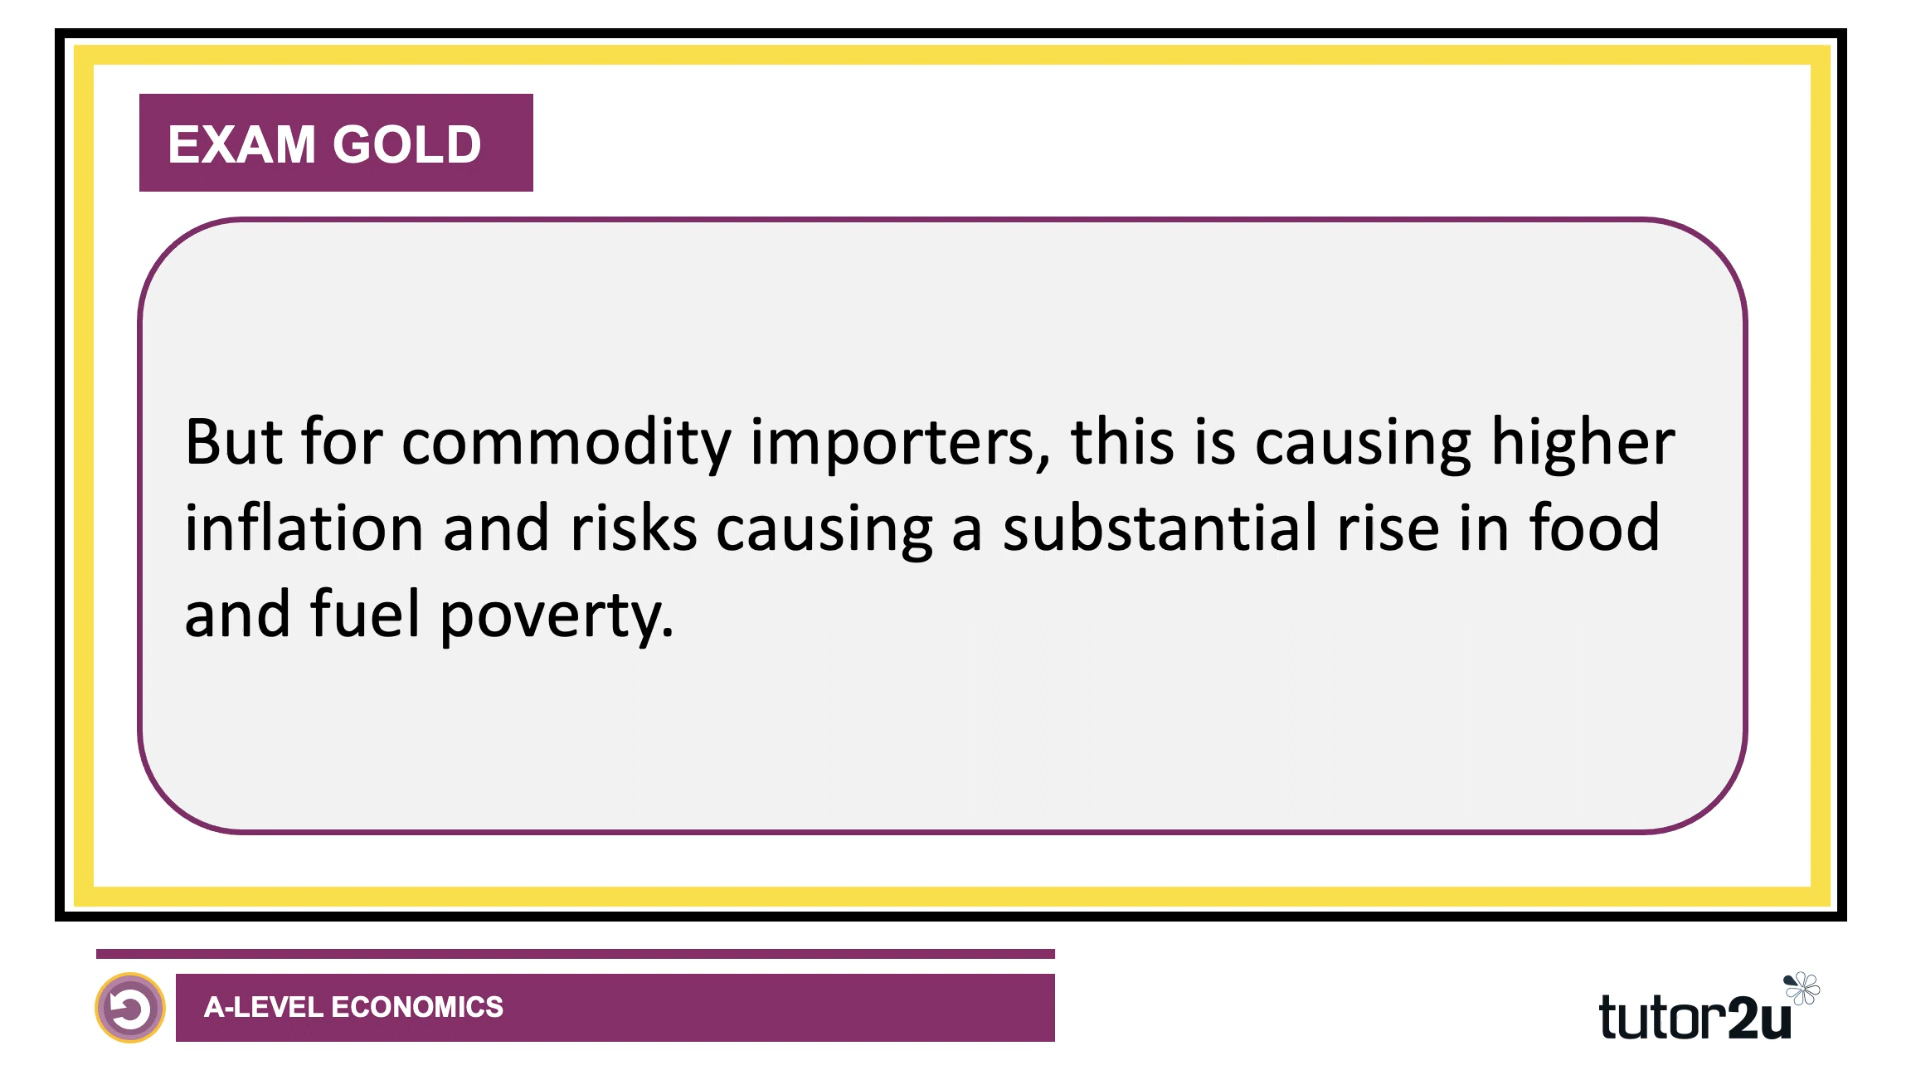 EXAM GOLD
But for commodity importers, this is causing higher
inflation and risks causing a substantial rise in food
and fuel poverty.
A-LEVEL ECONOMICS
tutor2u